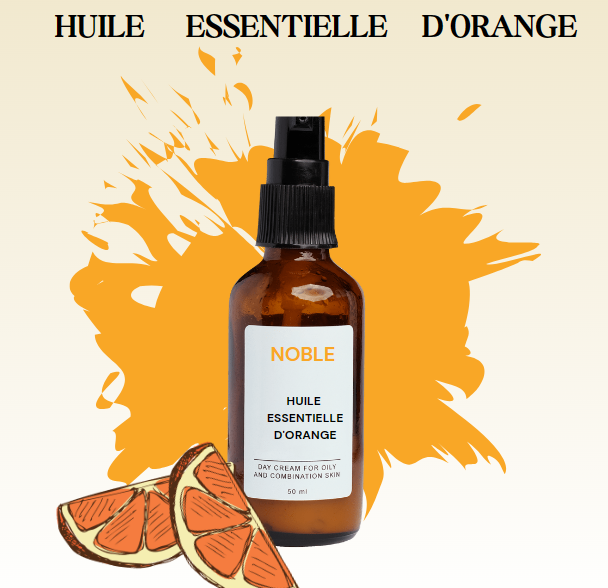 HUILE ESSENTIELLE D'ORANGE
NOBLE
HUILE
ESSENTIELLE
D'ORANGE
DAY CREAM FOR OILY
AND COMBINATION SKIN
50 ml